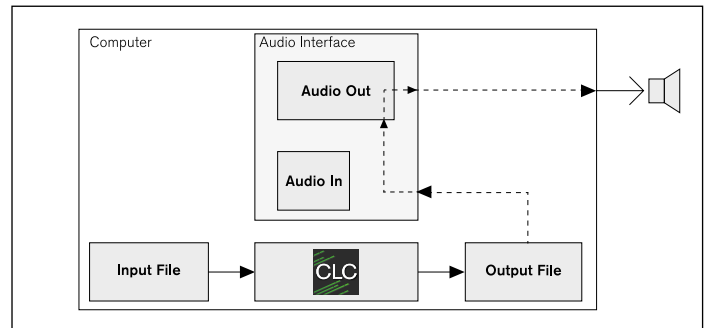 Computer
Audio Interface
Audio Out
Audio In
Input File
CLC
Output File